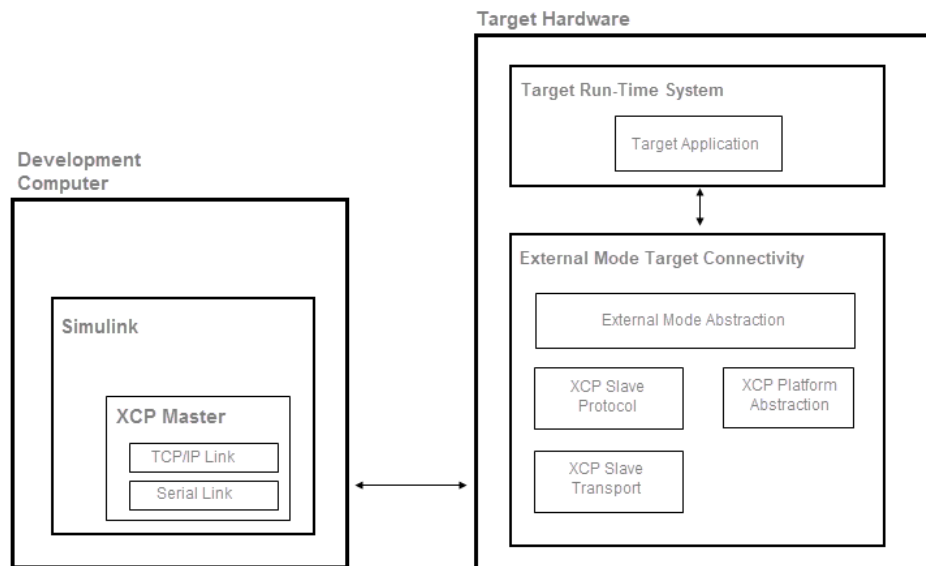 Target Hardware
Target Run-Time System
Target Application
Development
Computer
External Mode Target Connectivity
External Mode Abstraction
Simulink
XCP Slave
Protocol
XCP Platform
Abstraction
XCP Master
TCP/IP Link
Serial Link
XCP Slave
Transport